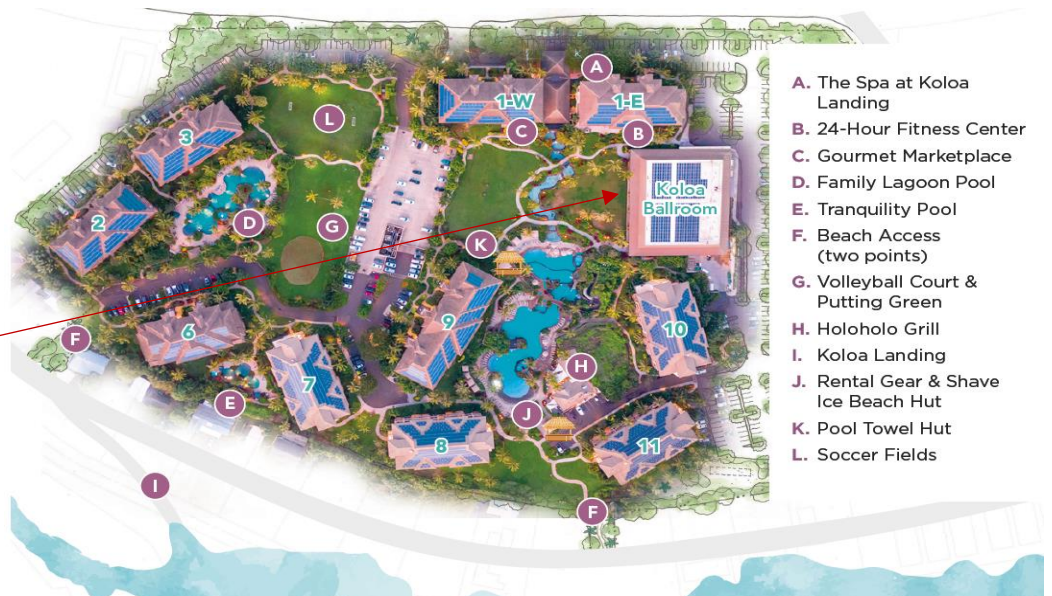 A
1-W
1-E
L
C
B
3
Koloa
Ballroom
2
D
G
K
9
10
6
F
7
H
E
J
8
11
I
F
A. The Spa at Koloa
Landing
B. 24-Hour Fitness Center
C. Gourmet Marketplace
D. Family Lagoon Pool
E. Tranquility Pool
F. Beach Access
(two points)
G. Volleyball Court &
Putting Green
H. Holoholo Grill
I. Koloa Landing
J. Rental Gear & Shave
Ice Beach Hut
K. Pool Towel Hut
L. Soccer Fields